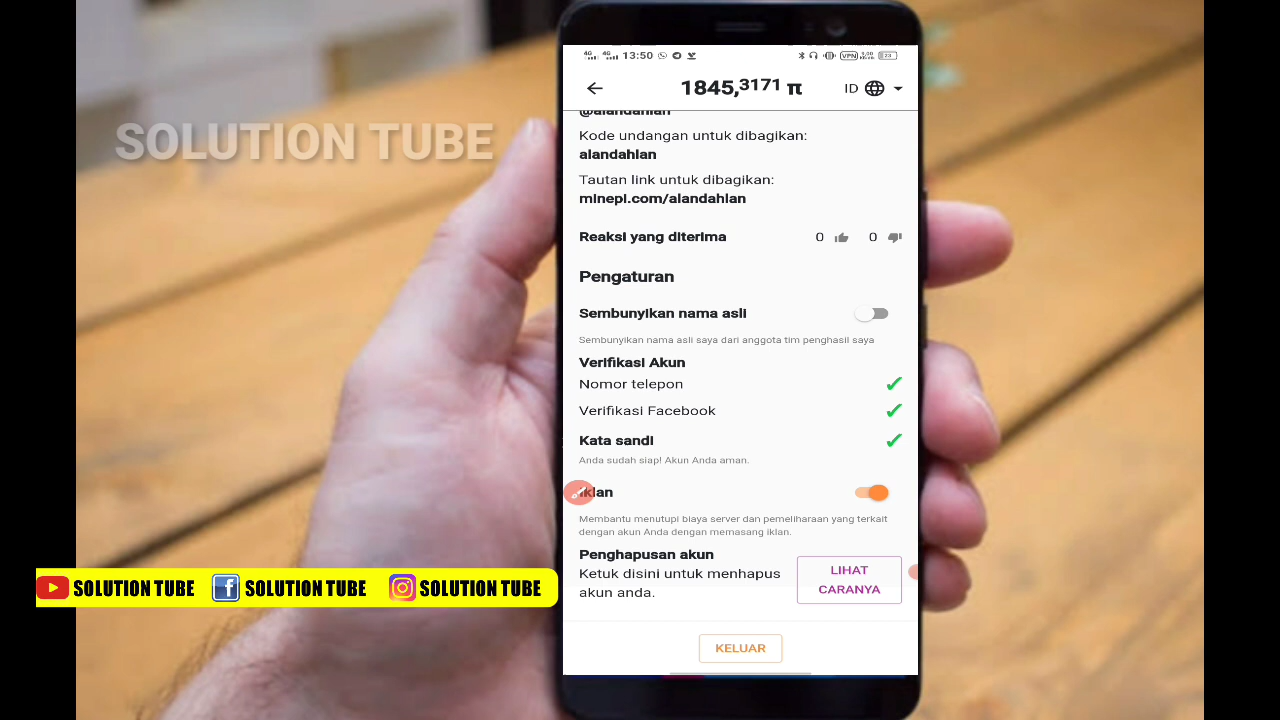 13:50
VPN
23
1845,3171 π
ID
@alandahlan
Kode undangan untuk dibagikan:
alandahlan
Tautan link untuk dibagikan:
minepi.com/alandahlan
Reaksi yang diterima 0 0
Pengaturan
Sembunyikan nama asli
Sembunyikan nama asli saya dari anggota tim penghasil saya
Verifikasi Akun
Nomor telepon
Verifikasi Facebook
Kata sandi
Anda sudah siap! Akun Anda aman.
Iklan
Membantu menutupi biaya server dan pemeliharaan yang terkait
dengan akun Anda dengan memasang iklan.
Penghapusan akun
Ketuk disini untuk menhapus
akun anda.
LIHAT
CARANYA
KELUAR
SOLUTION TUBE
SOLUTION TUBE SOLUTION TUBE SOLUTION TUBE